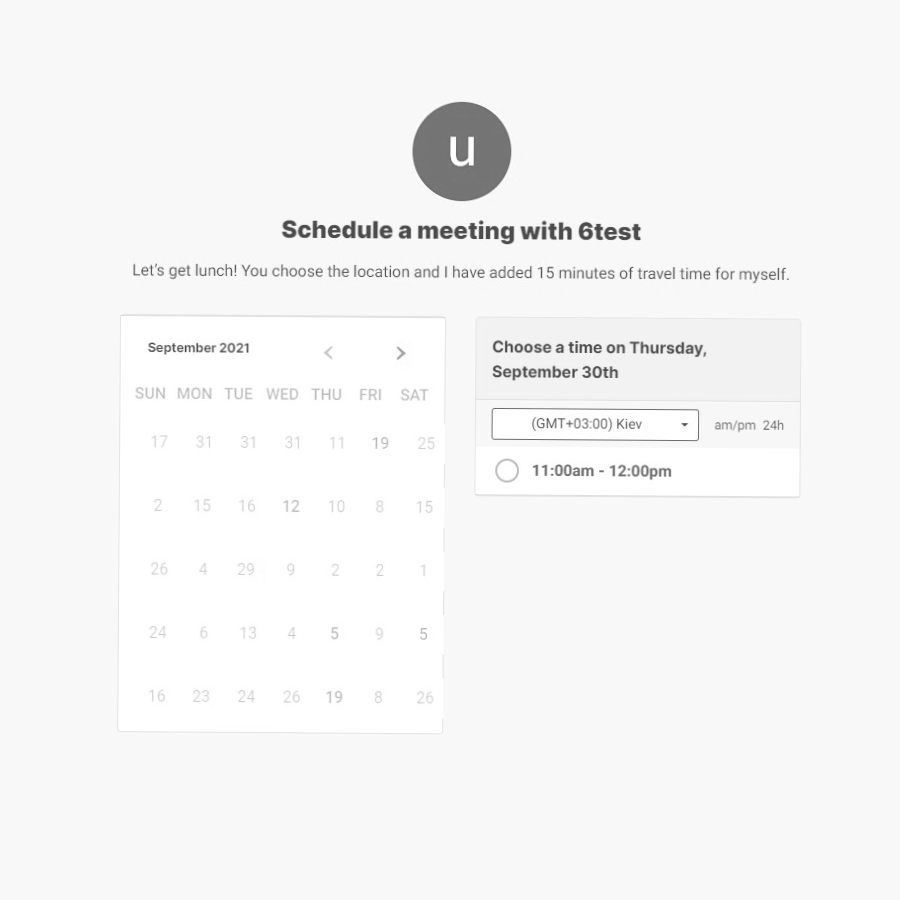 u
Schedule a meeting with 6test
Let's get lunch! You choose the location and I have added 15 minutes of travel time for myself.
September 2021
SUN MON TUE WED THU FRI SAT
17 31 31 31 11 19 25
2 15 16 12 10 8 15
26 4 29 9 2 2 1
24 6 13 4 5 9 5
16 23 24 26 19 8 26
Choose a time on Thursday,
September 30th
(GMT+03:00) Kiev am/pm 24h
11:00am - 12:00pm